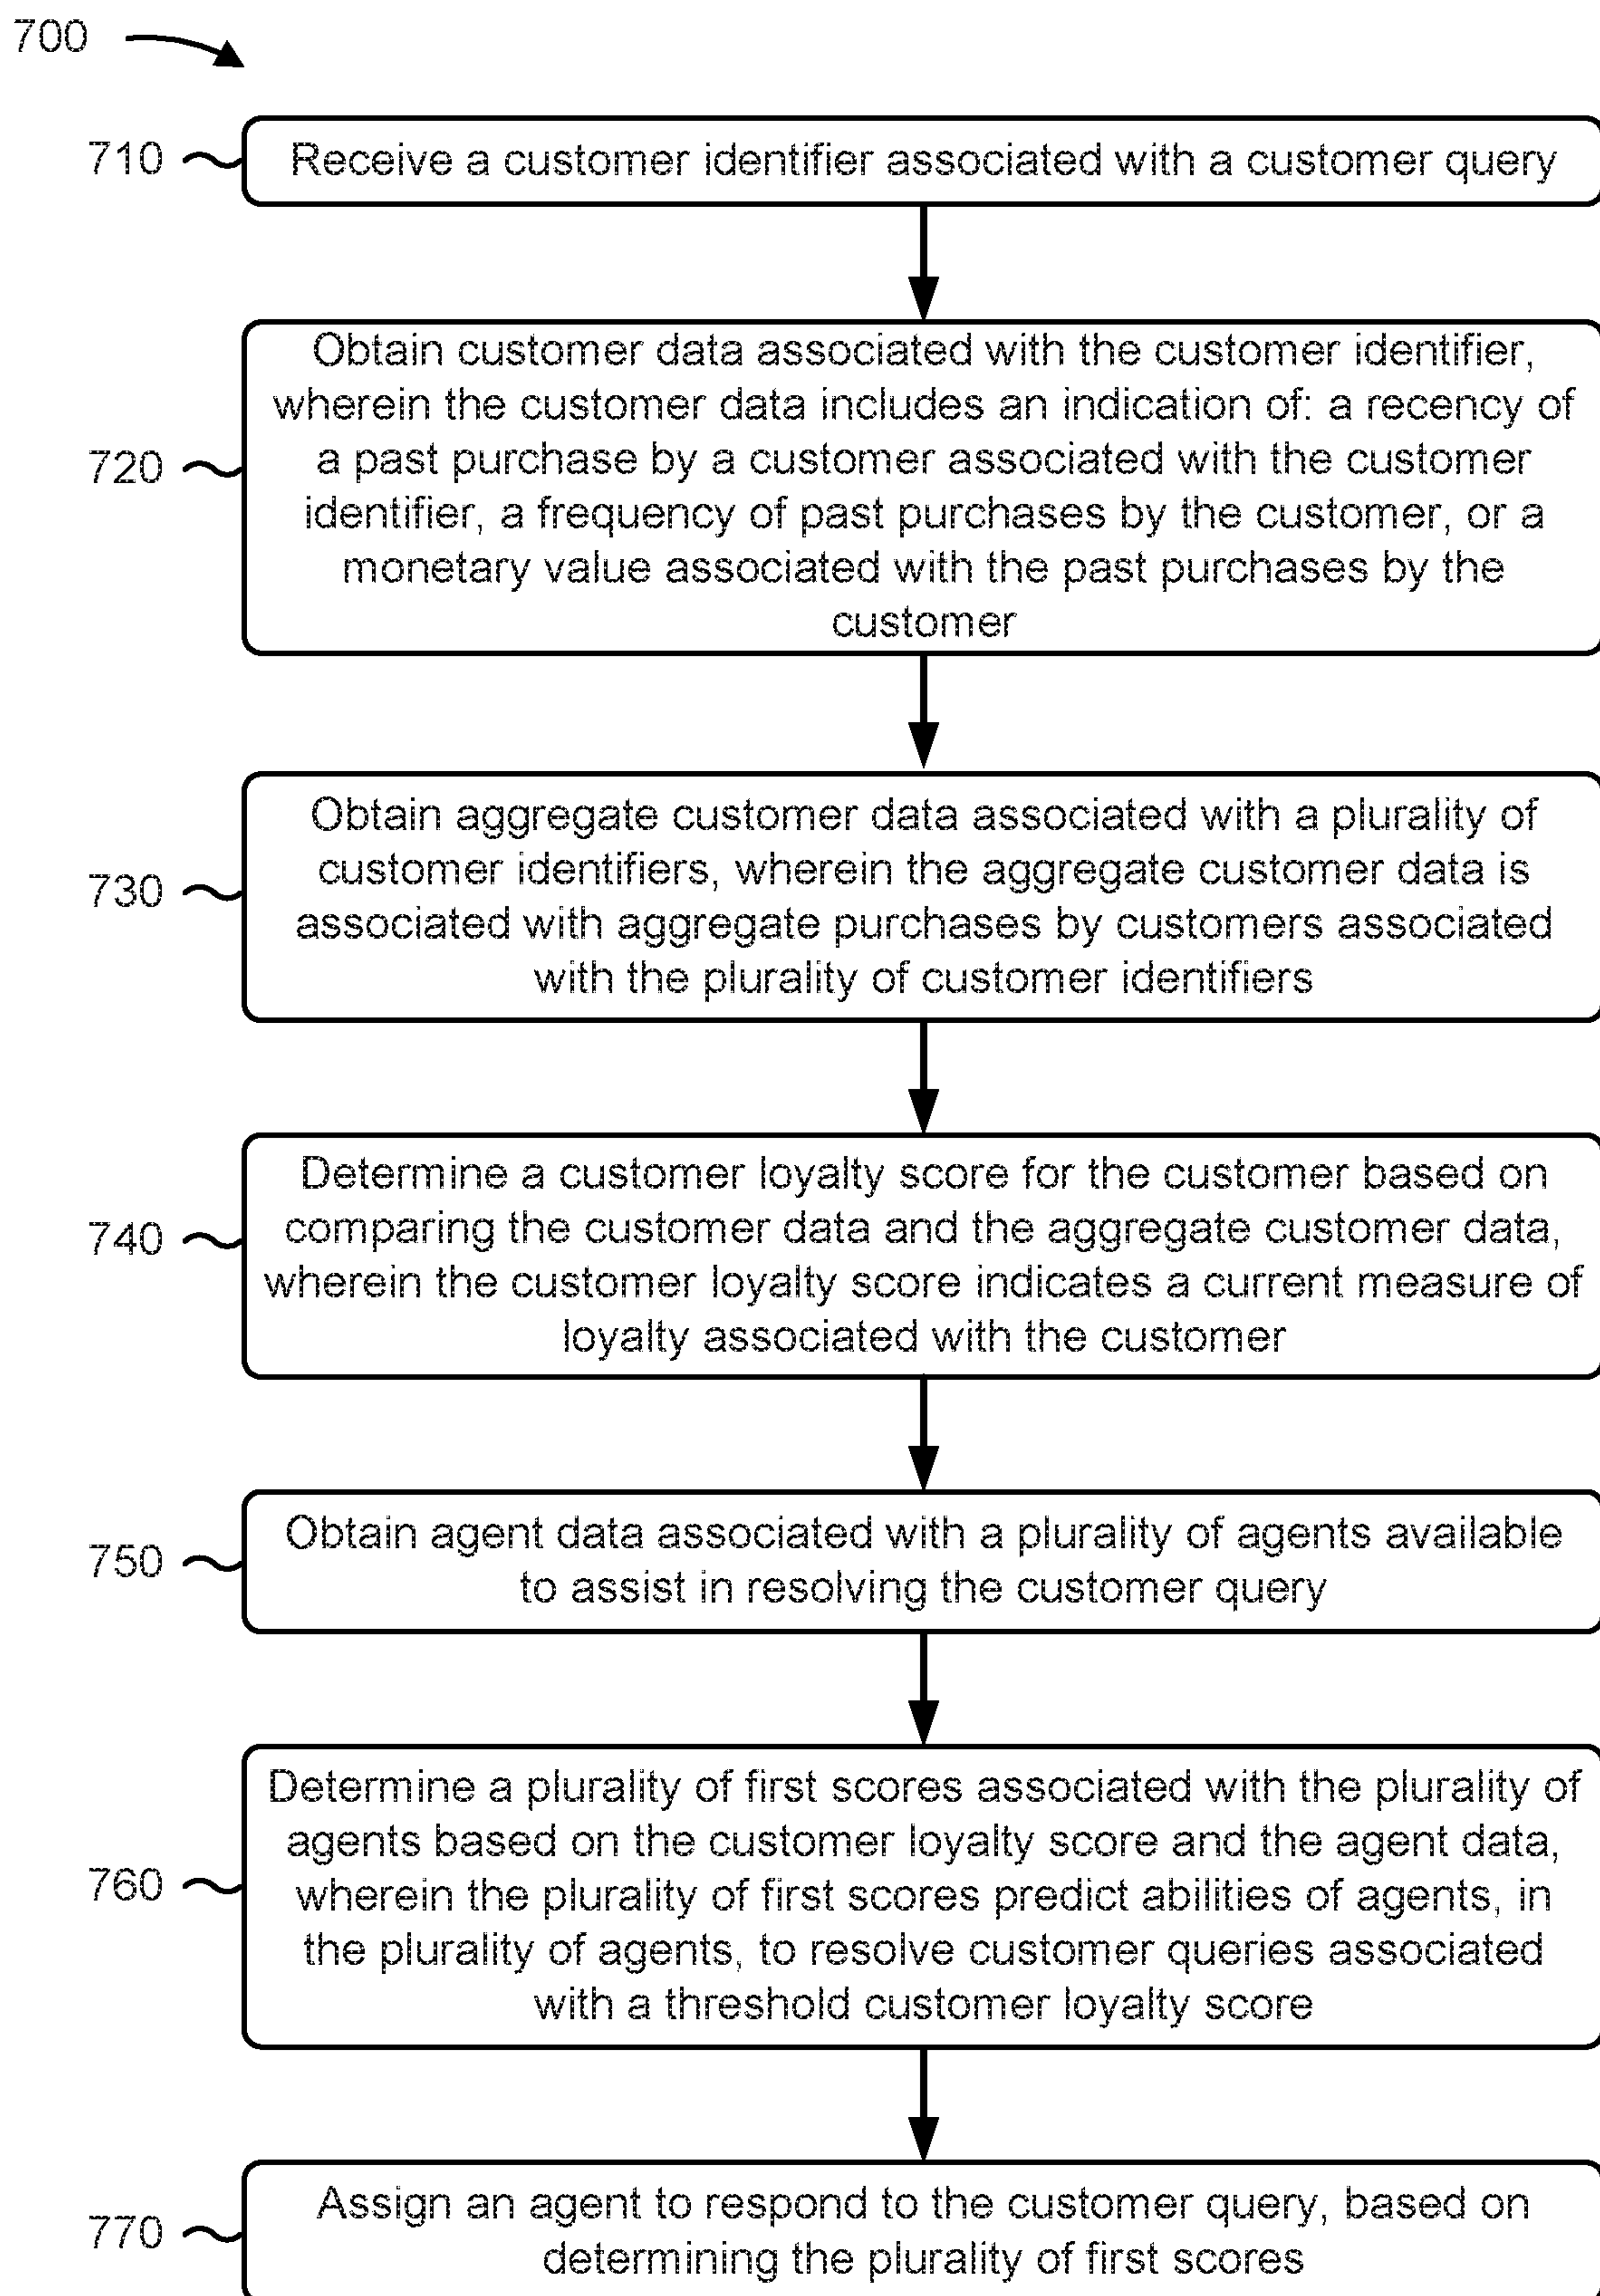 700
710
Receive a customer identifier associated with a customer query
720
Obtain customer data associated with the customer identifier,
wherein the customer data includes an indication of: a recency of
a past purchase by a customer associated with the customer
identifier, a frequency of past purchases by the customer, or a
monetary value associated with the past purchases by the
customer
730
Obtain aggregate customer data associated with a plurality of
customer identifiers, wherein the aggregate customer data is
associated with aggregate purchases by customers associated
with the plurality of customer identifiers
740
Determine a customer loyalty score for the customer based on
comparing the customer data and the aggregate customer data,
wherein the customer loyalty score indicates a current measure of
loyalty associated with the customer
750
Obtain agent data associated with a plurality of agents available
to assist in resolving the customer query
760
Determine a plurality of first scores associated with the plurality of
agents based on the customer loyalty score and the agent data,
wherein the plurality of first scores predict abilities of agents, in
the plurality of agents, to resolve customer queries associated
with a threshold customer loyalty score
770
Assign an agent to respond to the customer query, based on
determining the plurality of first scores